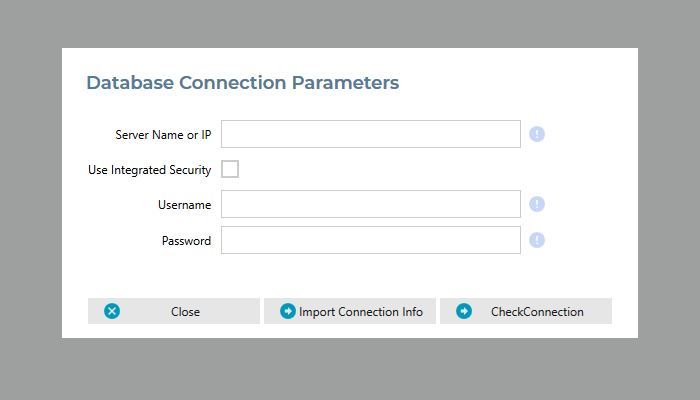 Database Connection Parameters
Server Name or IP
Use Integrated Security
Username
Password
Close
Import Connection Info
CheckConnection